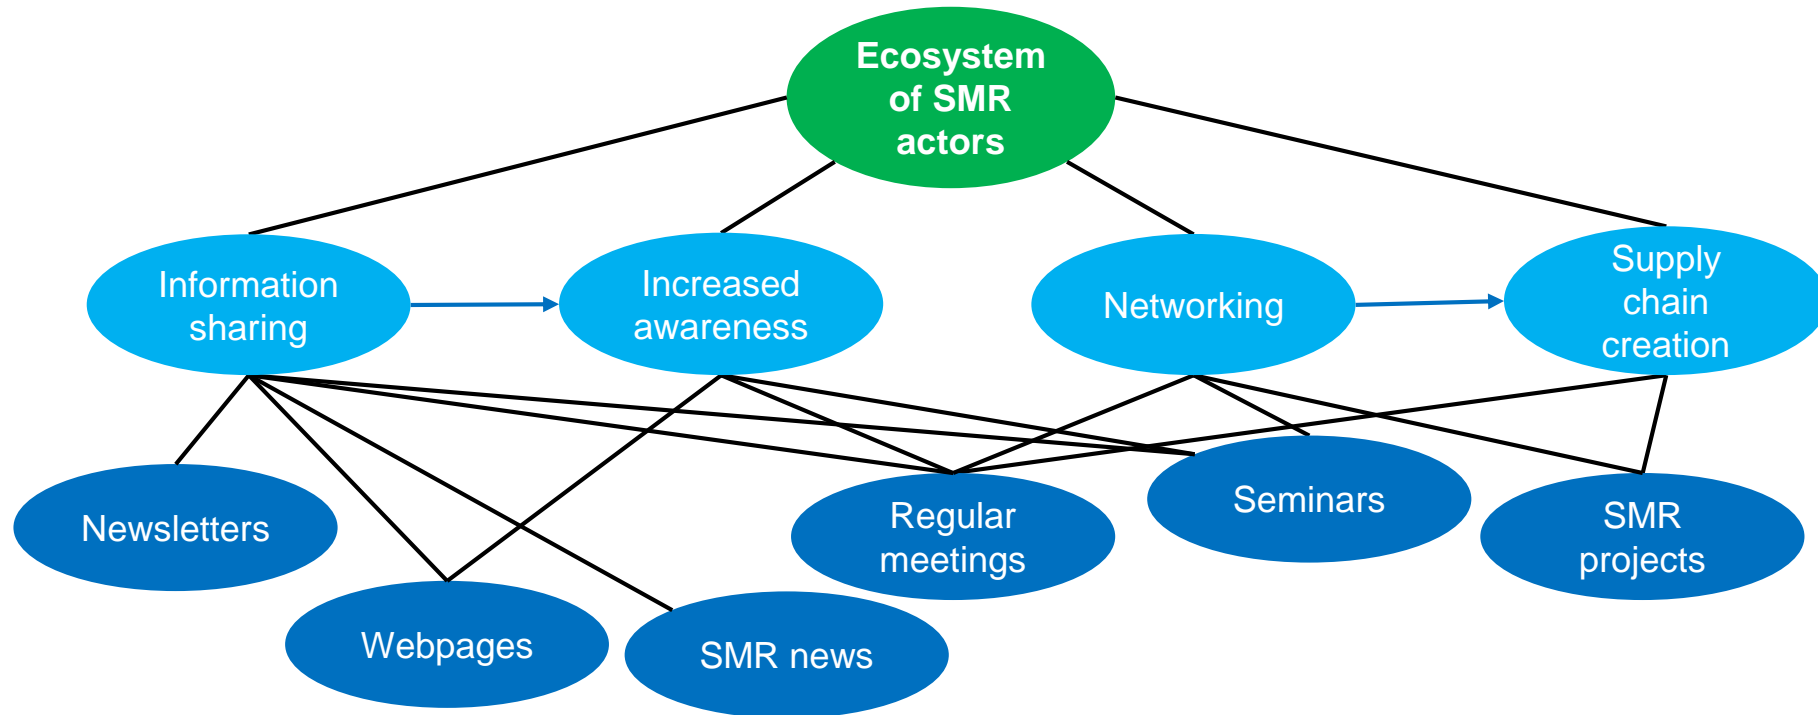 Ecosystem
of SMR
actors
Information
sharing
Increased
awareness
Networking
Supply
chain
creation
Newsletters
Webpages
SMR news
Regular
meetings
Seminars
SMR
projects